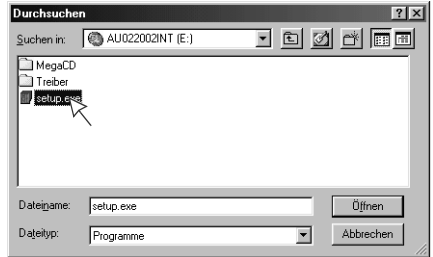 Durchsuchen
Suchen in: AU022002INT (E:)
MegaCD
Treiber
setup.exe
Dateiname: setup.exe Öffnen
Dateityp: Programme Abbrechen